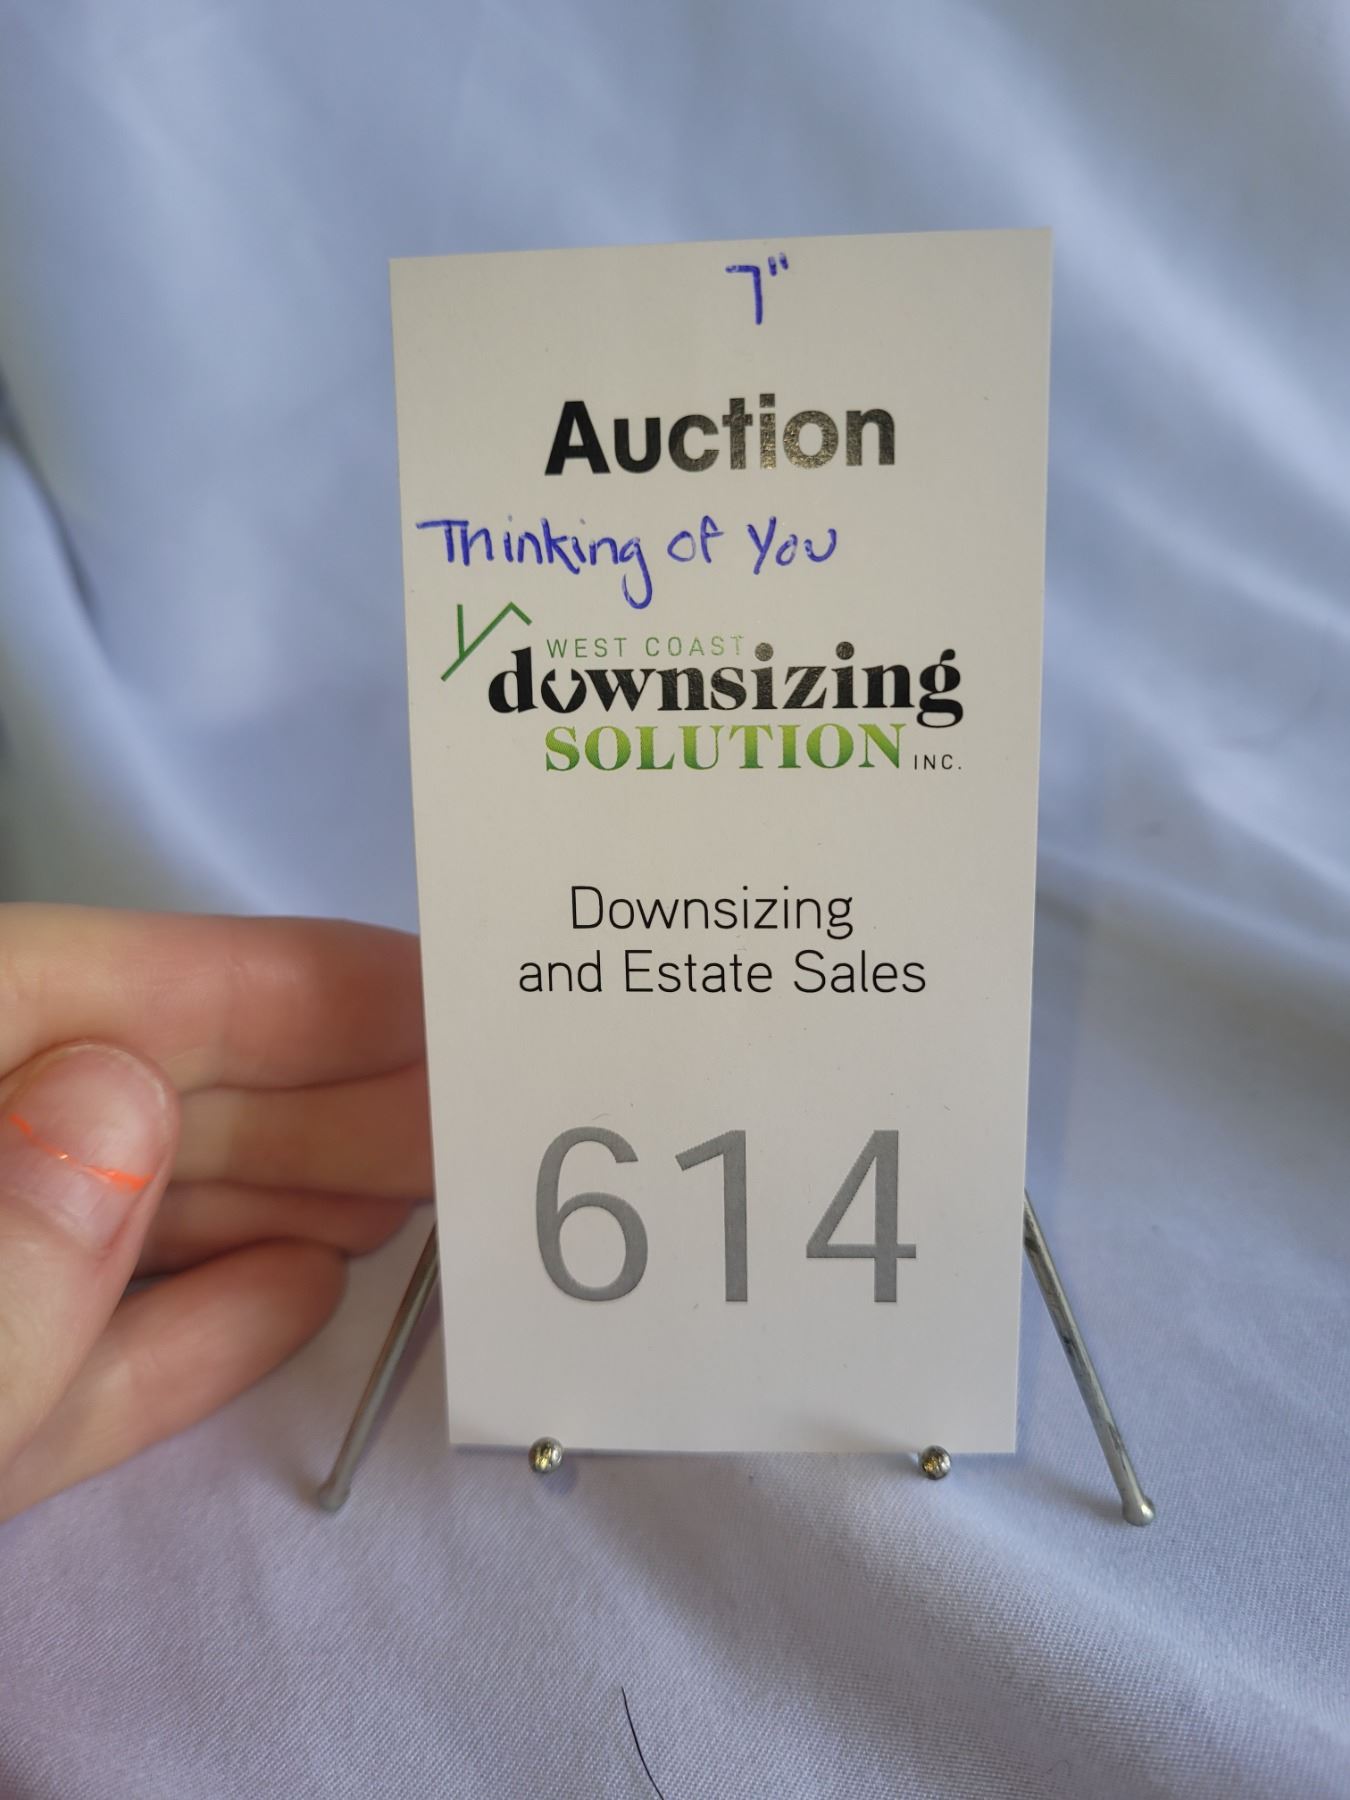 7"
Auction
Thinking of You
WEST COAST
downsizing
SOLUTION INC.
Downsizing
and Estate Sales
614